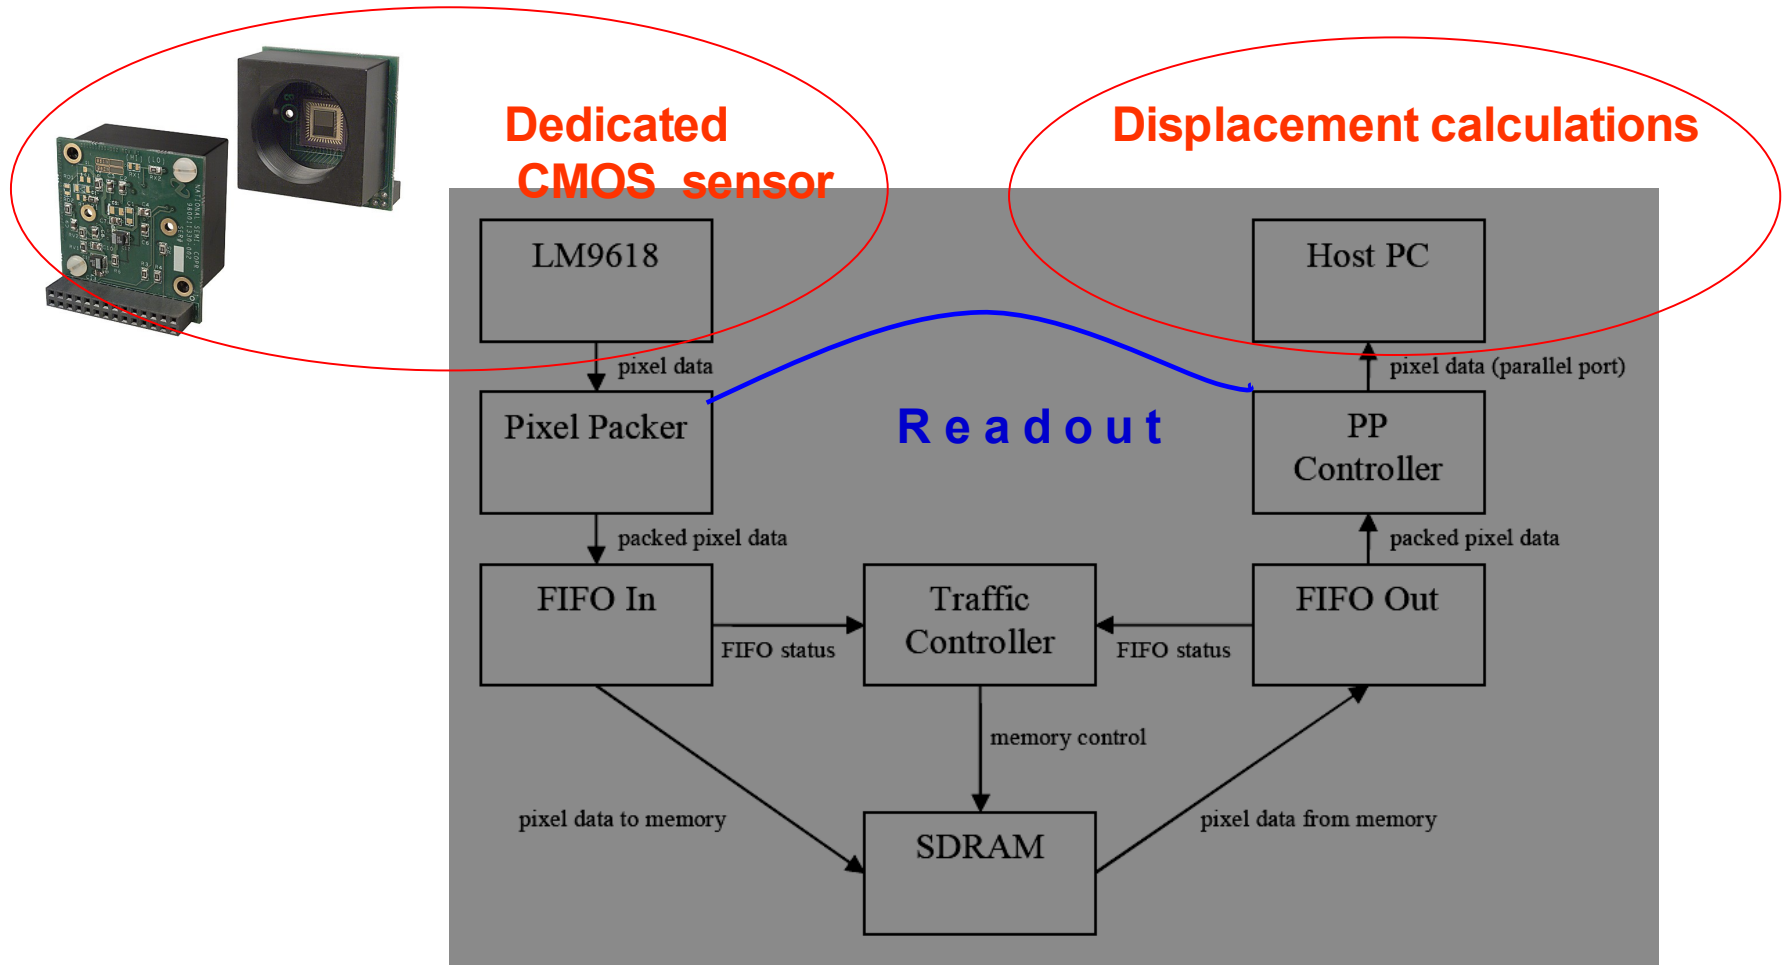 Dedicated
CMOS sensor
Displacement calculations
LM9618
Host PC
pixel data
pixel data (parallel port)
Pixel Packer
Readout
PP
Controller
packed pixel data
packed pixel data
FIFO In
Traffic
Controller
FIFO Out
FIFO status
FIFO status
memory control
pixel data to memory
pixel data from memory
SDRAM